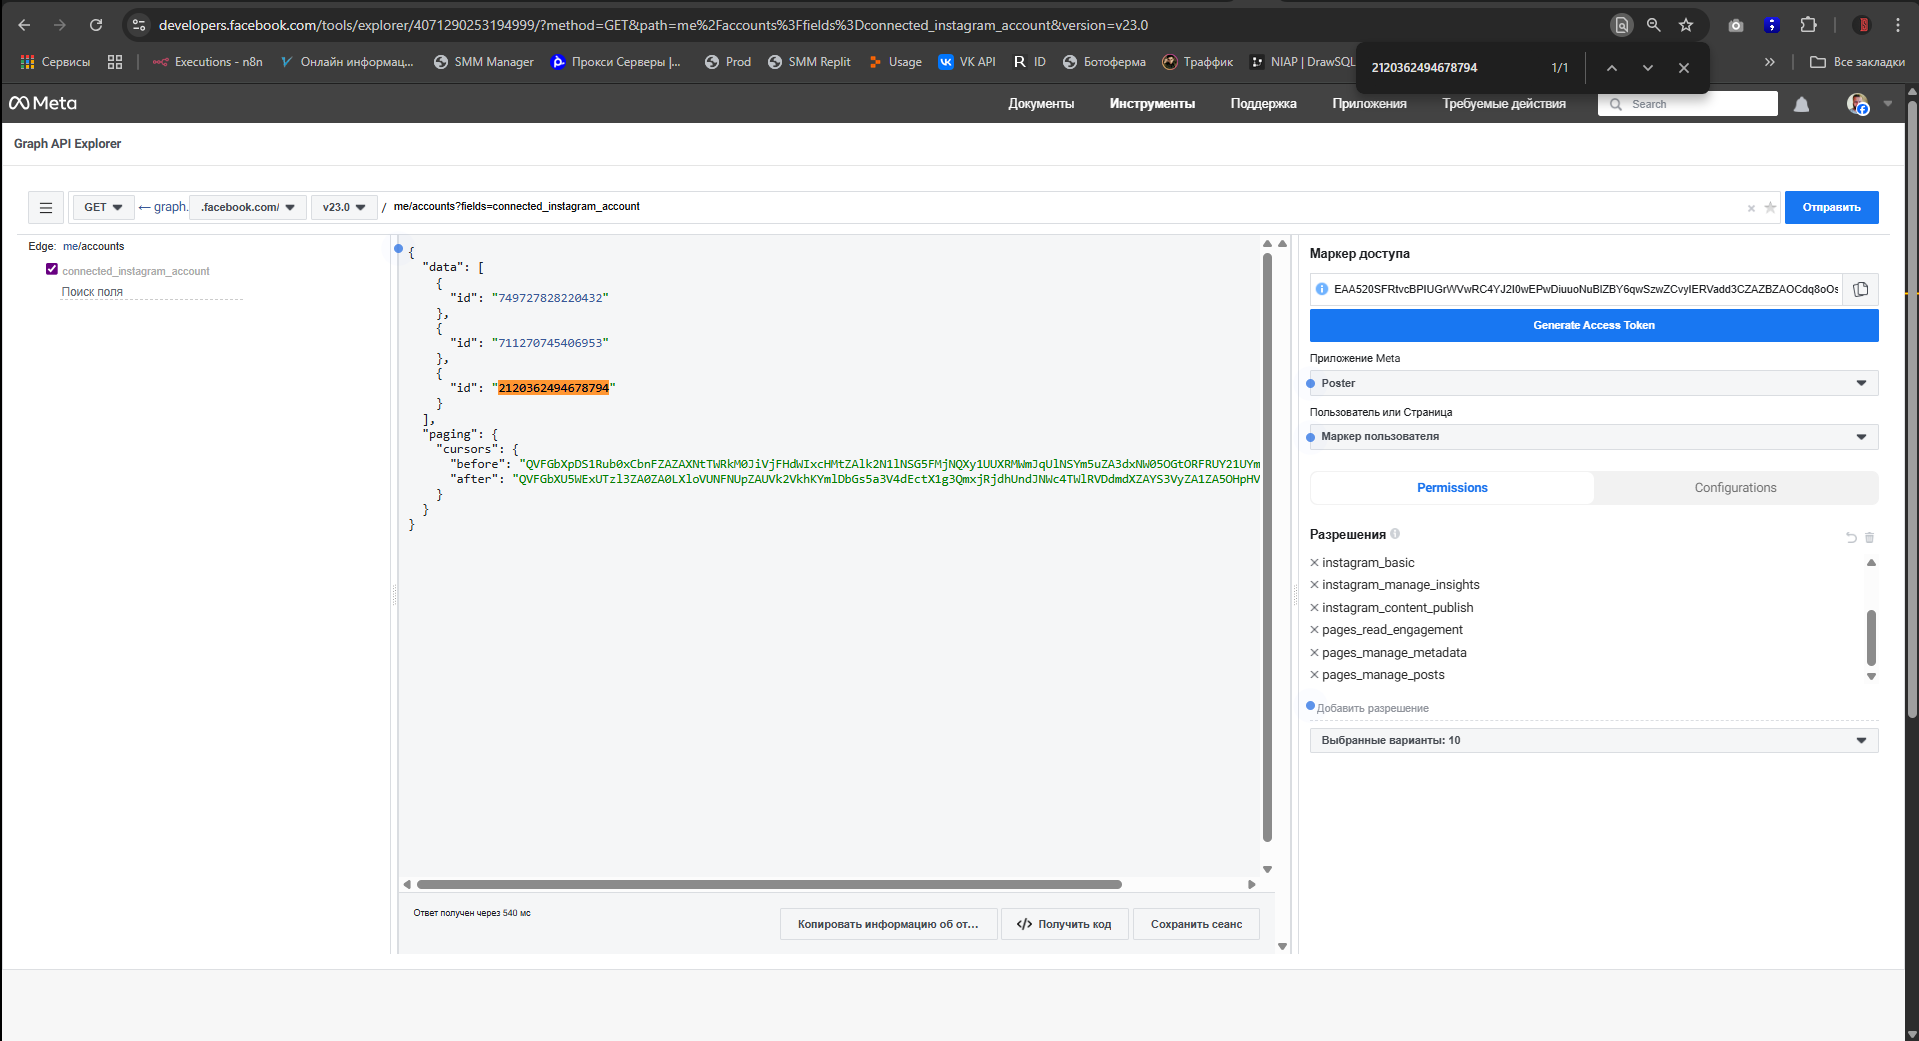 developers.facebook.com/tools/explorer/4071290253194999/?method=GET&path=me%2Faccounts%3Ffields%3Dconnected_instagram_account&version=v23.0
Сервисы
Executions - n8n
Онлайн информац...
SMM Manager
Прокси Серверы |...
Prod
SMM Replit
Usage
VK API
ID
Ботоферма
Траффик
NIAP | DrawSQL
Все закладки
2120362494678794
1/1
Meta
Документы
Инструменты
Поддержка
Приложения
Требуемые действия
Search
Graph API Explorer
GET
← graph.
.facebook.com/
v23.0
/
me/accounts?fields=connected_instagram_account
Отправить
Edge: me/accounts
connected_instagram_account
Поиск поля
{
"data": [
{
"id": "749727828220432"
},
{
"id": "711270745406953"
},
{
"id": "2120362494678794"
}
],
"paging": {
"cursors": {
"before":
"after":
}
}
}
Ответ получен через 540 мс
Копировать информацию об от...
</> Получить код
Сохранить сеанс
Маркер доступа
Generate Access Token
Приложение Meta
Poster
Пользователь или Страница
Маркер пользователя
Permissions
Configurations
Разрешения
instagram_basic
instagram_manage_insights
instagram_content_publish
pages_read_engagement
pages_manage_metadata
pages_manage_posts
Добавить разрешение
Выбранные варианты: 10